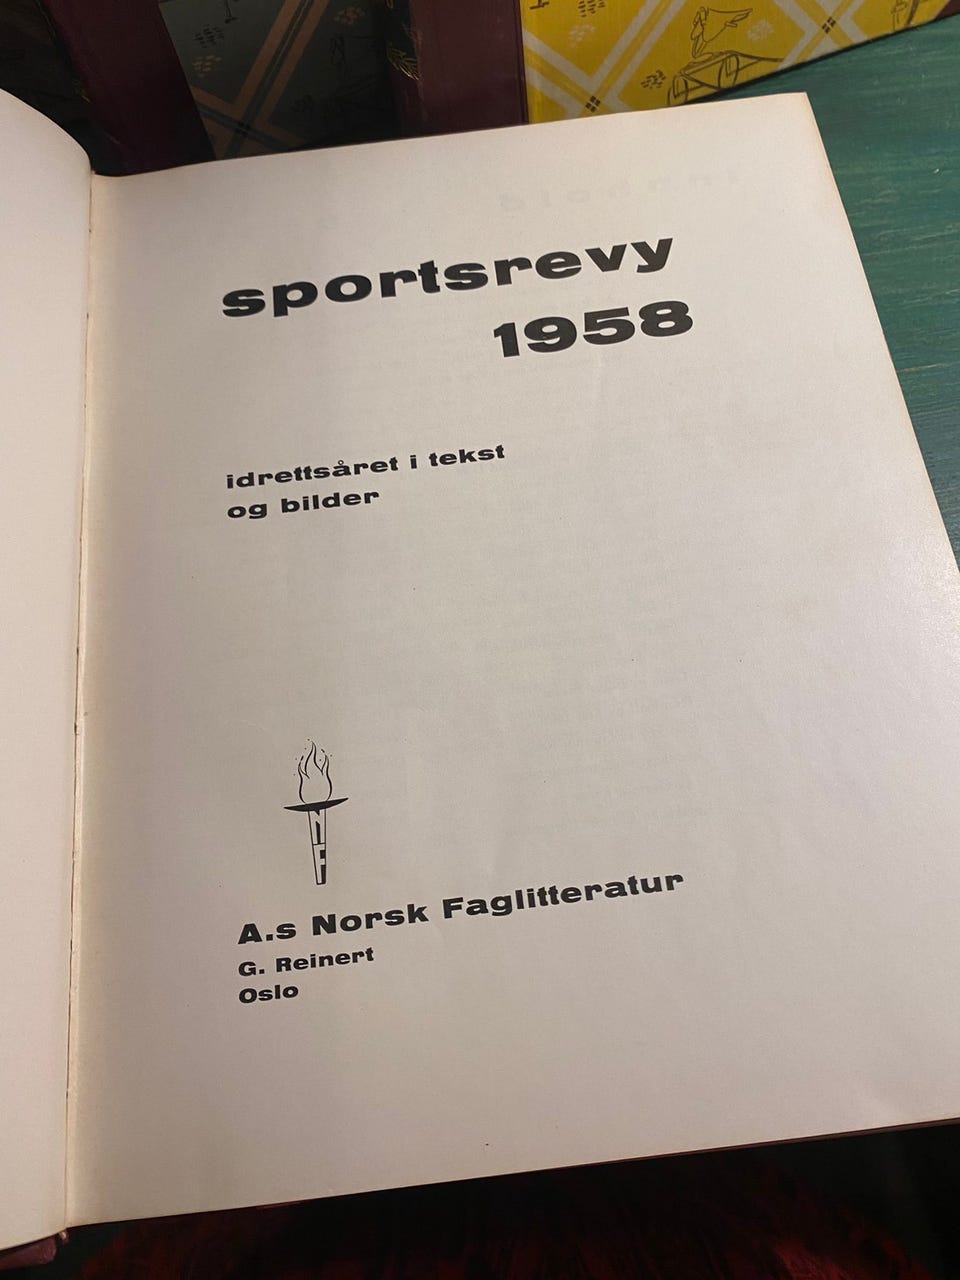 sportsrevy
1958
idrettsåret i tekst
og bilder
NF
A.s Norsk Faglitteratur
G. Reinert
Oslo